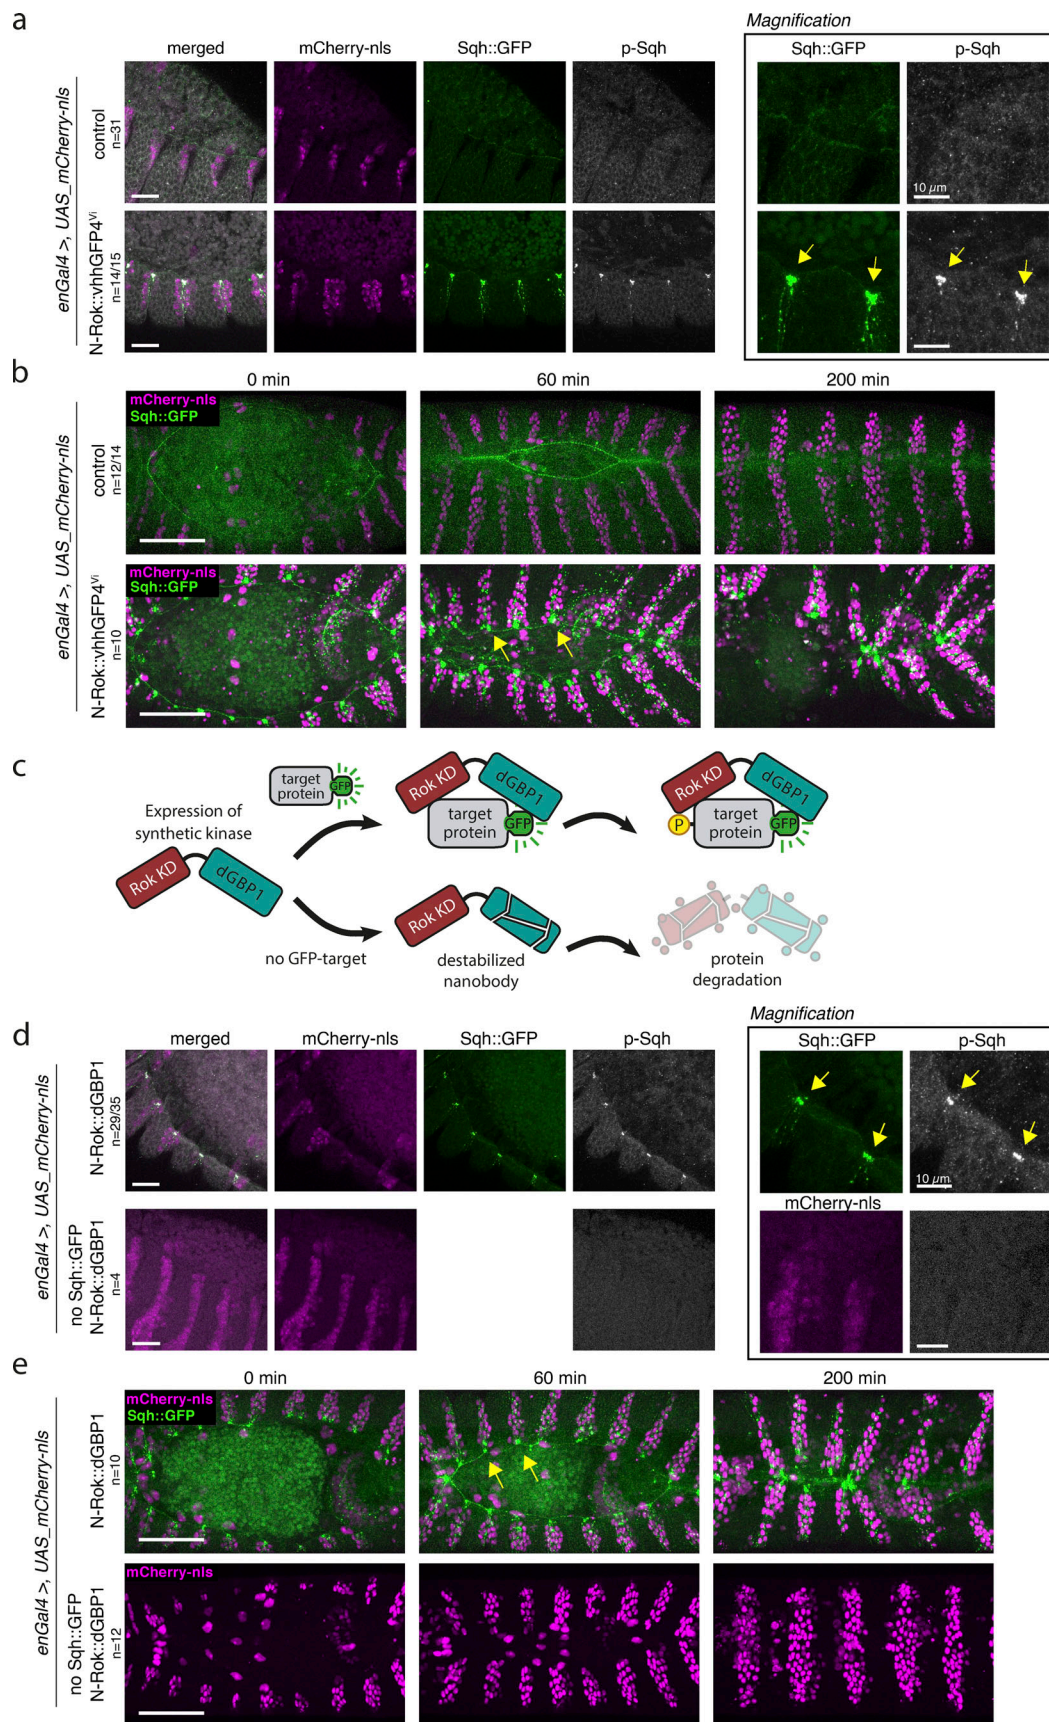 a
Magnification
merged
mCherry-nls
Sqh::GFP
p-Sqh
Sqh::GFP
p-Sqh
enGal4 >, UAS_mCherry-nls
control
n=31
10 µm
N-Rok::vhhGFP4Vi
n=14/15
b
0 min
60 min
200 min
enGal4 >, UAS_mCherry-nls
mCherry-nls
Sqh::GFP
control
n=12/14
mCherry-nls
Sqh::GFP
N-Rok::vhhGFP4Vi
n=10
c
target
protein
GFP
Expression of
synthetic kinase
Rok KD
dGBP1
Rok KD
dGBP1
target
protein
GFP
Rok KD
dGBP1
P
target
protein
GFP
no GFP-target
Rok KD
destabilized
nanobody
protein
degradation
d
Magnification
merged
mCherry-nls
Sqh::GFP
p-Sqh
Sqh::GFP
p-Sqh
enGal4 >, UAS_mCherry-nls
N-Rok::dGBP1
n=29/35
10 µm
mCherry-nls
no Sqh::GFP
N-Rok::dGBP1
n=4
e
0 min
60 min
200 min
enGal4 >, UAS_mCherry-nls
mCherry-nls
Sqh::GFP
N-Rok::dGBP1
n=10
mCherry-nls
no Sqh::GFP
N-Rok::dGBP1
n=12